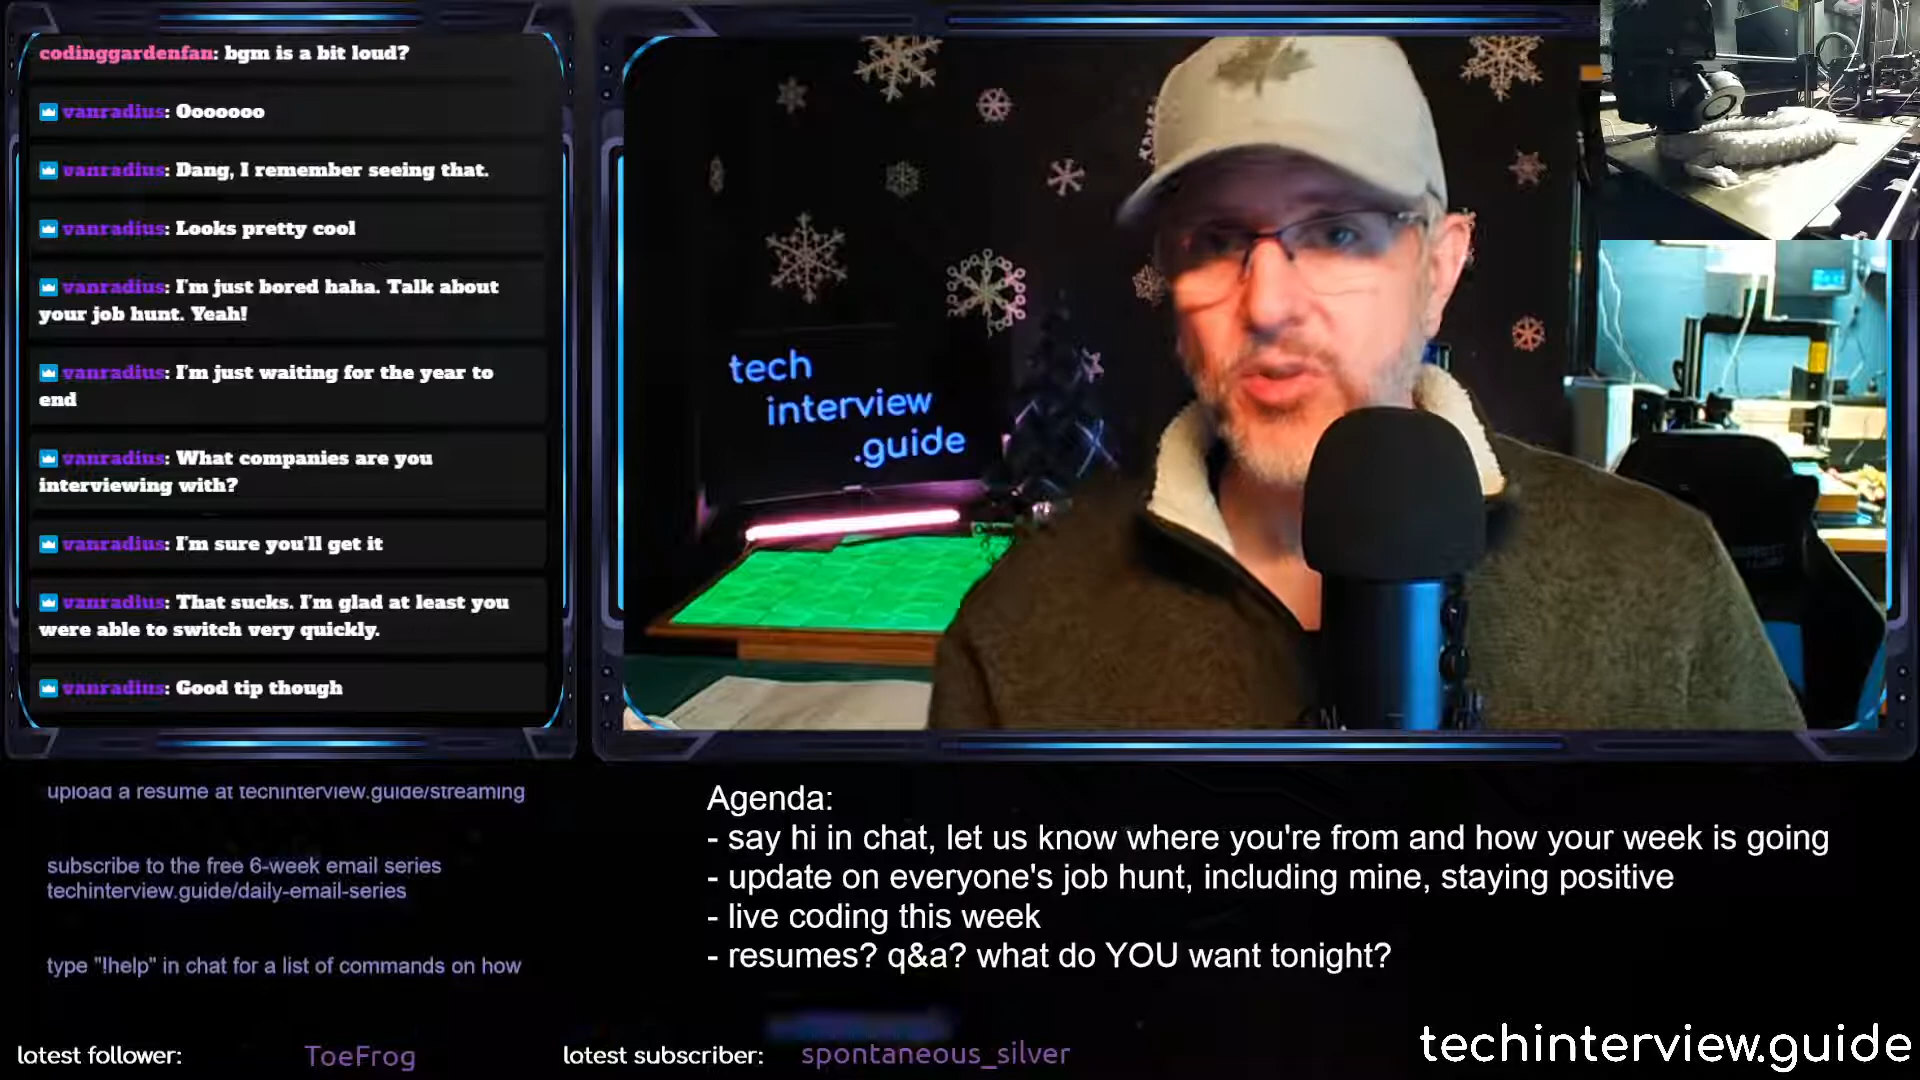 codinggardenfan: bgm is a bit loud?
vanradius: Ooooooo
vanradius: Dang, I remember seeing that.
vanradius: Looks pretty cool
vanradius: I'm just bored haha. Talk about
your job hunt. Yeah!
vanradius: I'm just waiting for the year to
end
vanradius: What companies are you
interviewing with?
vanradius: I'm sure you'll get it
vanradius: That sucks. I'm glad at least you
were able to switch very quickly.
vanradius: Good tip though
tech
interview
.guide
upload a resume at techinterview.guide/streaming
subscribe to the free 6-week email series
techinterview.guide/daily-email-series
type "!help" in chat for a list of commands on how
Agenda:
- say hi in chat, let us know where you're from and how your week is going
- update on everyone's job hunt, including mine, staying positive
- live coding this week
- resumes? q&a? what do YOU want tonight?
latest follower: ToeFrog
latest subscriber: spontaneous_silver
techinterview.guide